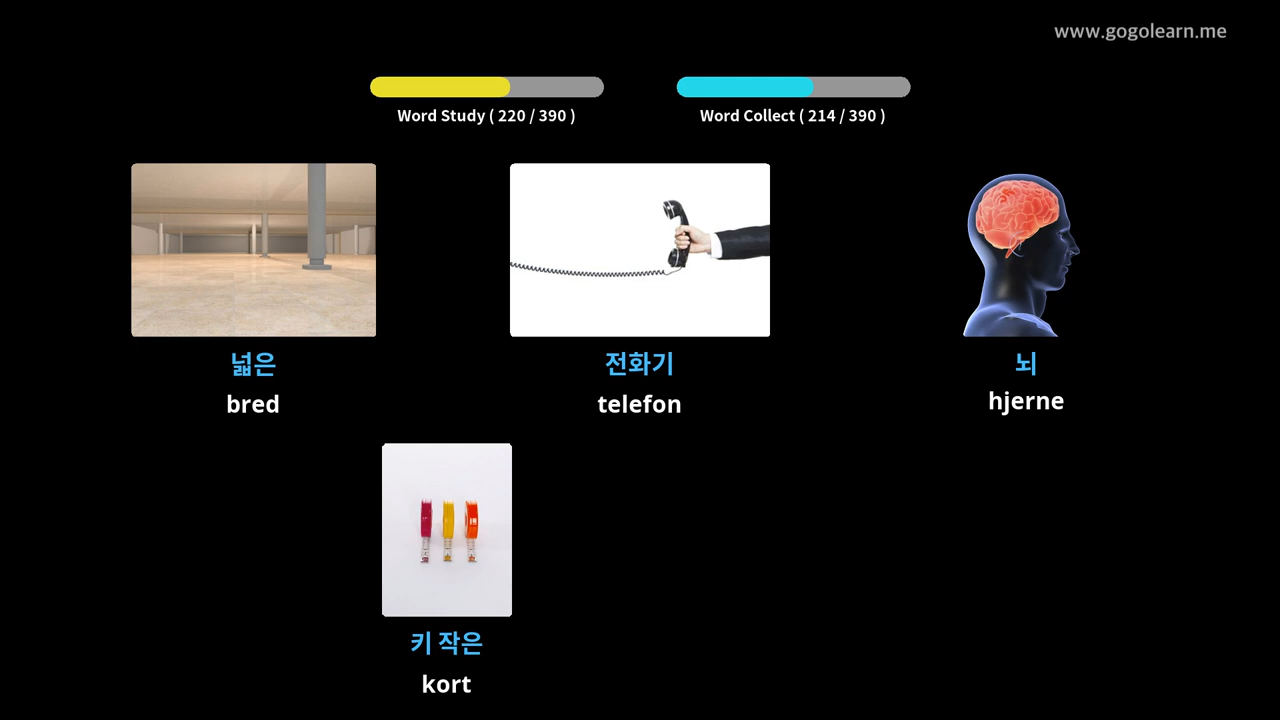 www.gogolearn.me
Word Study ( 220 / 390 )
Word Collect ( 214 / 390 )
넓은
bred
전화기
telefon
뇌
hjerne
키 작은
kort